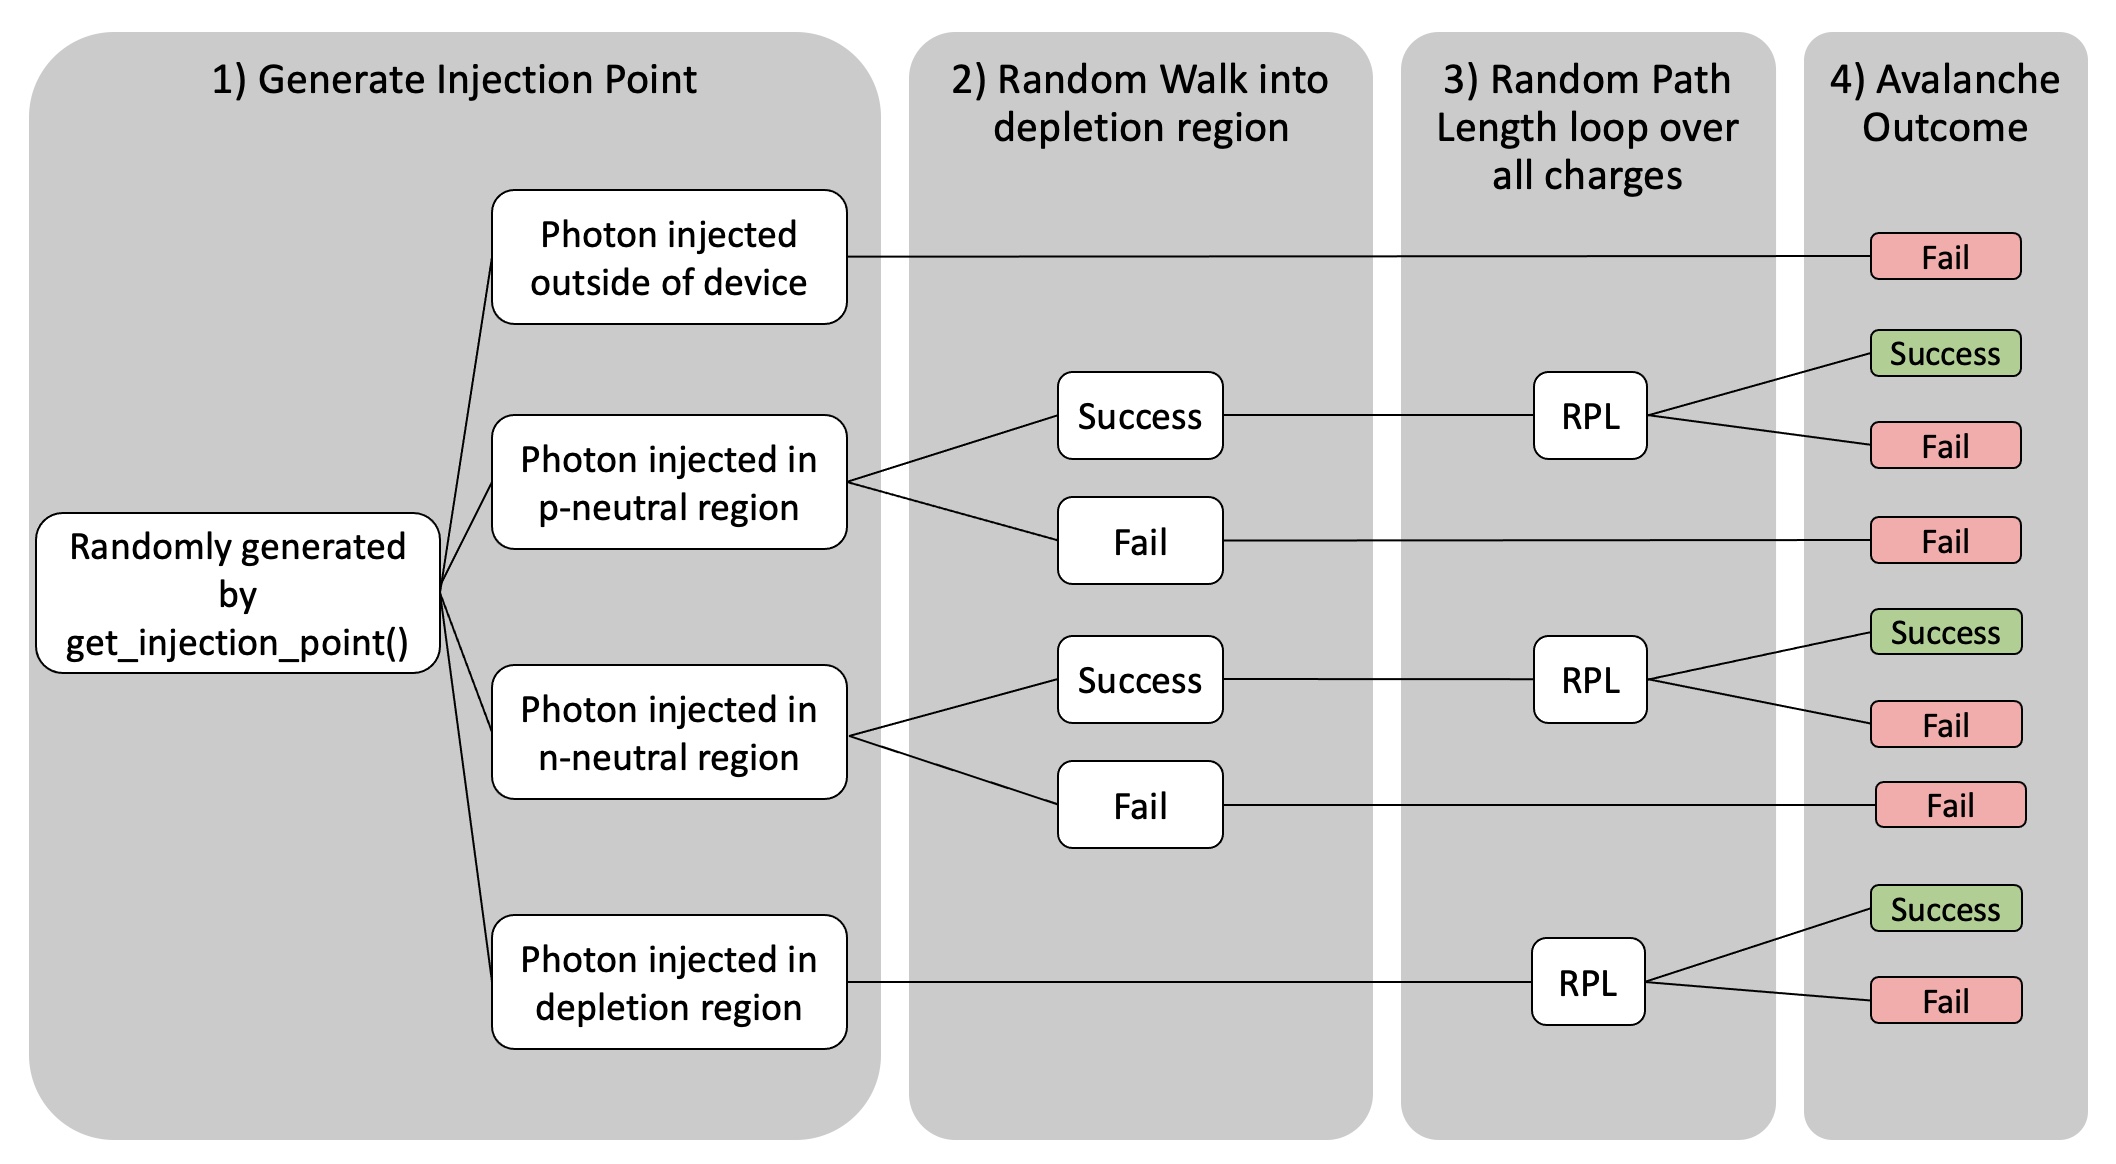 1) Generate Injection Point
2) Random Walk into
depletion region
3) Random Path
Length loop over
all charges
4) Avalanche
Outcome
Randomly generated
by
get_injection_point()
Photon injected
outside of device
Photon injected in
p-neutral region
Photon injected in
n-neutral region
Photon injected in
depletion region
Success
Fail
Success
Fail
RPL
RPL
RPL
Fail
Success
Fail
Fail
Success
Fail
Fail
Success
Fail